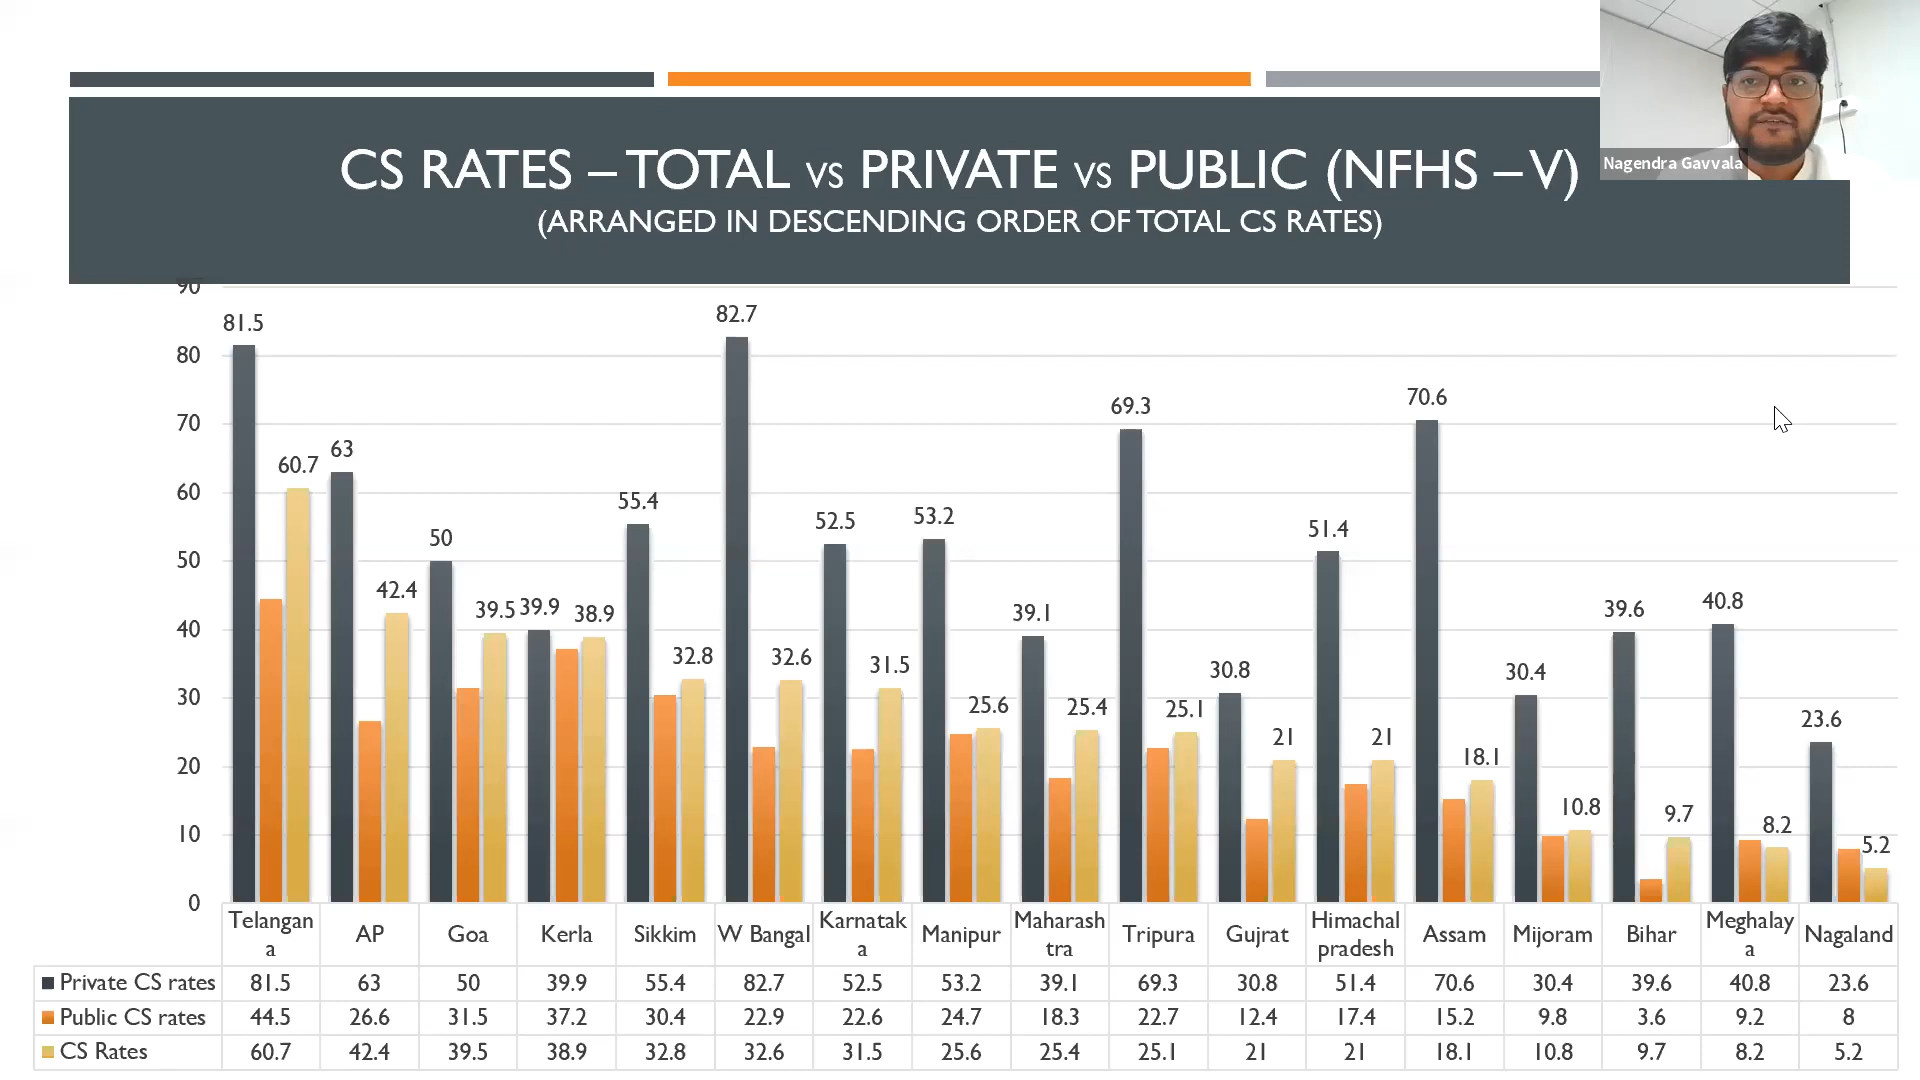 CS RATES – TOTAL VS PRIVATE VS PUBLIC (NFHS – V)
(ARRANGED IN DESCENDING ORDER OF TOTAL CS RATES)
Nagendra Gavvala
90
80
70
60
50
40
30
20
10
0
81.5
60.7
63
42.4
50
39.5
39.9
38.9
55.4
32.8
82.7
32.6
52.5
31.5
53.2
25.6
39.1
25.4
69.3
25.1
30.8
21
51.4
21
70.6
18.1
30.4
10.8
39.6
9.7
40.8
8.2
23.6
5.2
Telangan
a
AP
Goa
Kerla
Sikkim
W Bangal
Karnatak
a
Manipur
Maharash
tra
Tripura
Gujrat
Himachal
pradesh
Assam
Mijoram
Bihar
Meghalay
a
Nagaland
Private CS rates 81.5 63 50 39.9 55.4 82.7 52.5 53.2 39.1 69.3 30.8 51.4 70.6 30.4 39.6 40.8 23.6
Public CS rates 44.5 26.6 31.5 37.2 30.4 22.9 22.6 24.7 18.3 22.7 12.4 17.4 15.2 9.8 3.6 9.2 8
CS Rates 60.7 42.4 39.5 38.9 32.8 32.6 31.5 25.6 25.4 25.1 21 21 18.1 10.8 9.7 8.2 5.2